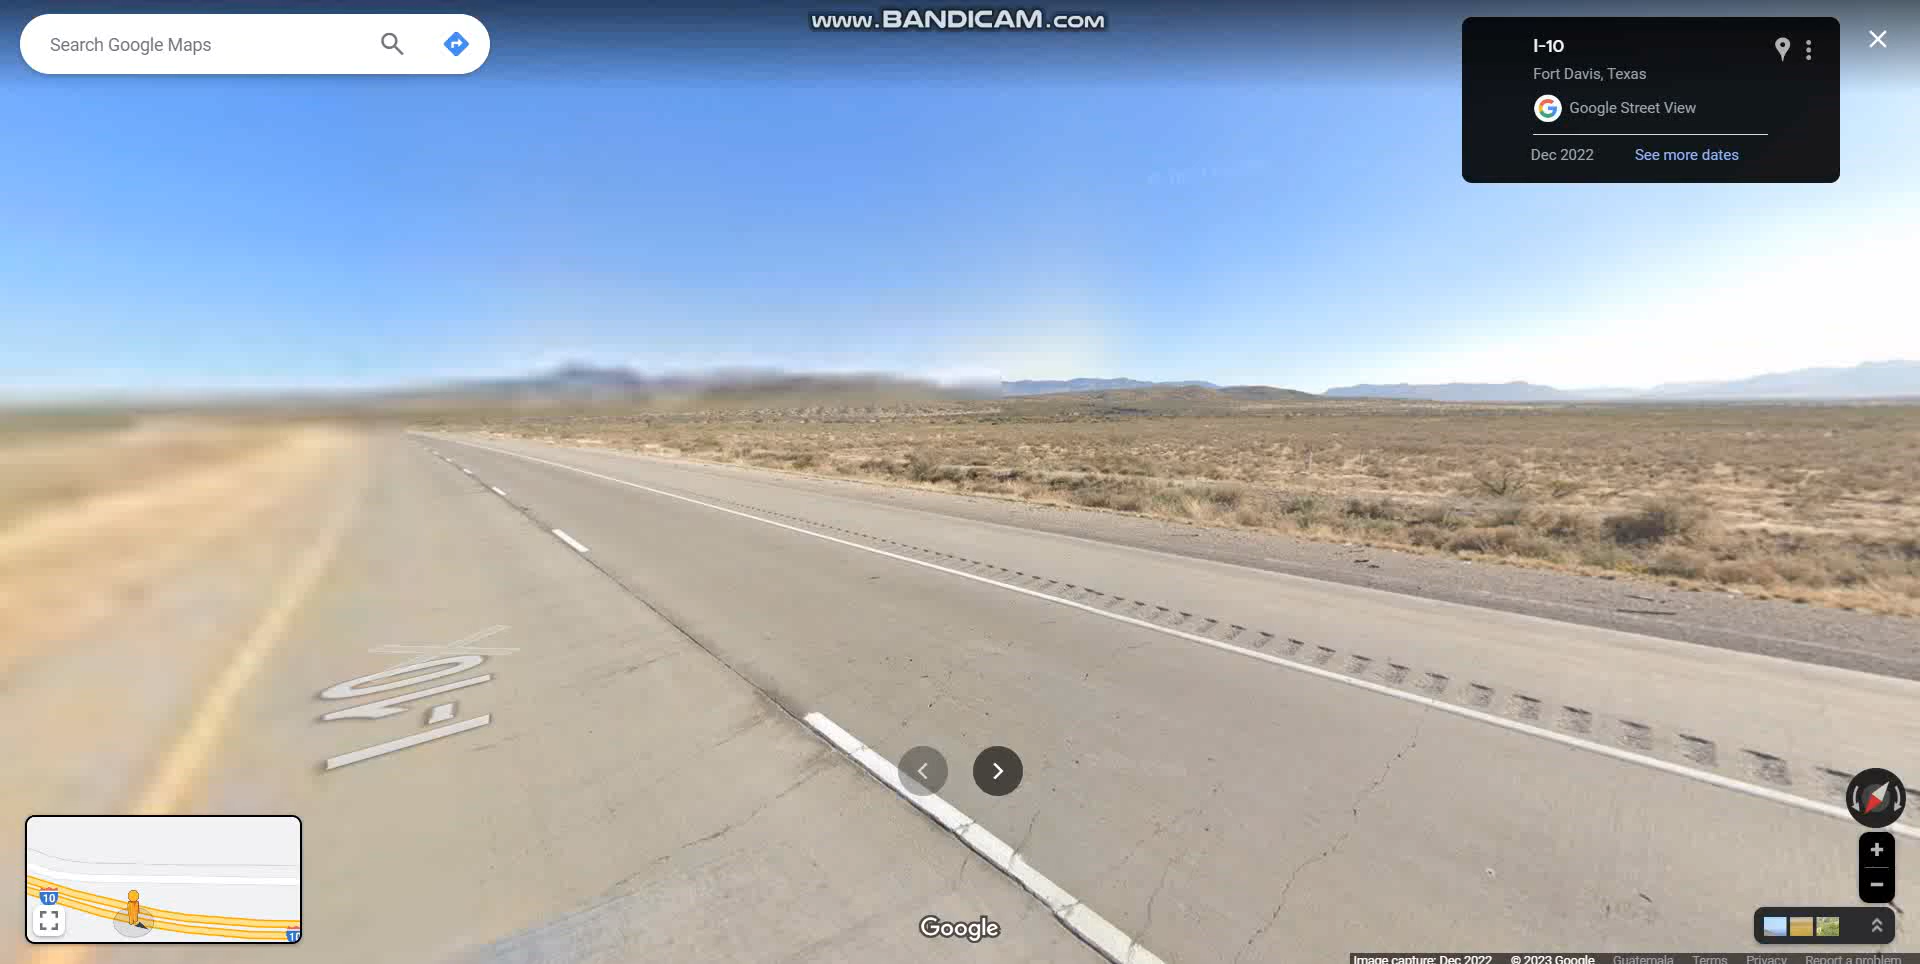 www.BANDICAM.COM
Search Google Maps
I-10
Fort Davis, Texas
Google Street View
Dec 2022 See more dates
I-10
10
10
Google
Image capture: Dec 2022 © 2023 Google Guatemala Terms Privacy Report a problem